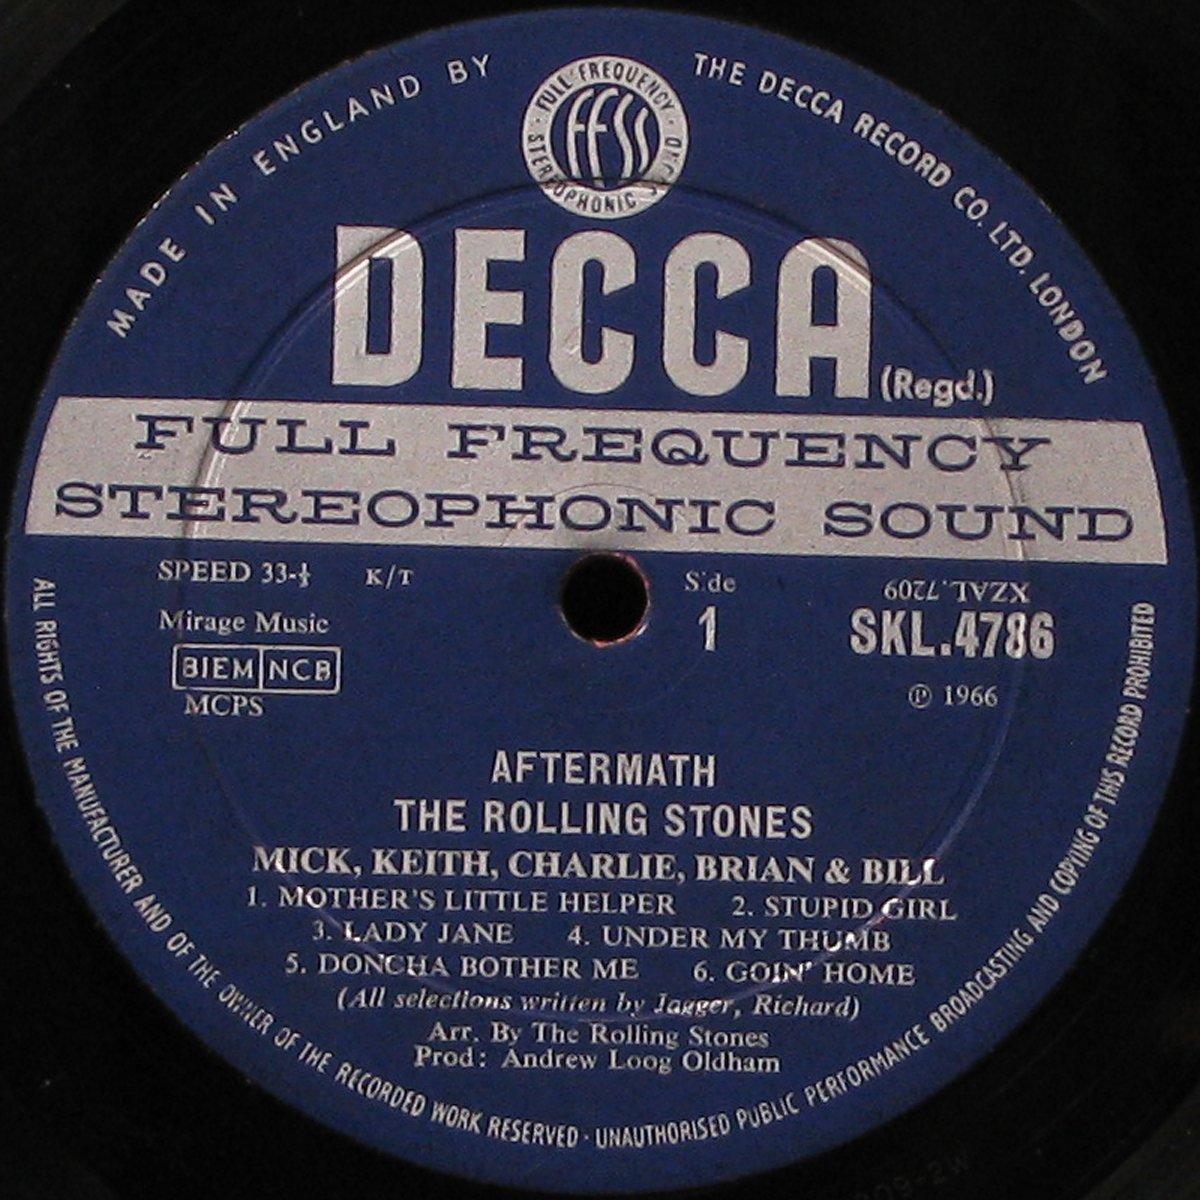 MADE IN ENGLAND BY
THE DECCA RECORD CO. LTD. LONDON
FULL · FREQUENCY · STEREOPHONIC
FFSS
DECCA (Regd.)
FULL FREQUENCY
STEREOPHONIC SOUND
SPEED 33-⅓ K/T
Mirage Music
BIEM NCB
MCPS
Side
1
XZAL.7209
SKL.4786
Ⓟ 1966
AFTERMATH
THE ROLLING STONES
MICK, KEITH, CHARLIE, BRIAN & BILL
1. MOTHER'S LITTLE HELPER 2. STUPID GIRL
3. LADY JANE 4. UNDER MY THUMB
5. DONCHA BOTHER ME 6. GOIN' HOME
(All selections written by Jagger, Richard)
Arr. By The Rolling Stones
Prod: Andrew Loog Oldham
ALL RIGHTS OF THE MANUFACTURER AND OF THE OWNER OF THE RECORDED WORK RESERVED · UNAUTHORISED PUBLIC PERFORMANCE BROADCASTING AND COPYING OF THIS RECORD PROHIBITED